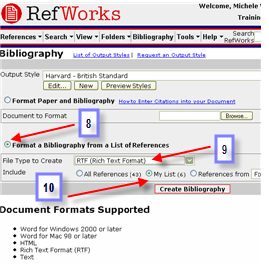 RefWorks
Welcome, Michele
Training
References Search View Folders Bibliography Tools Help
Search RefWorks
Bibliography
List of Output Styles | Request an Output Style
Output Style Harvard - British Standard
Edit... New Preview Styles
Format Paper and Bibliography How to Enter Citations into your Document
Document to Format Browse...
8
Format a Bibliography from a List of References
9
File Type to Create RTF (Rich Text Format)
Include All References (43) My List (6) References from
10
Create Bibliography
Document Formats Supported
Word for Windows 2000 or later
Word for Mac 98 or later
HTML
Rich Text Format (RTF)
Text